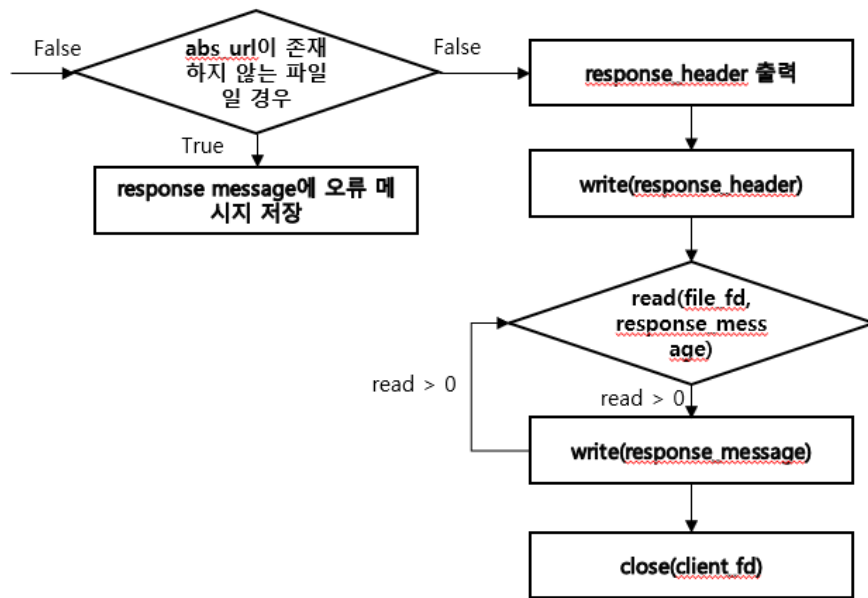 False
abs_url이 존재
하지 않는 파일
일 경우
False
response_header 출력
True
response message에 오류 메
시지 저장
write(response_header)
read(file_fd,
response_mess
age)
read > 0
read > 0
write(response_message)
close(client_fd)